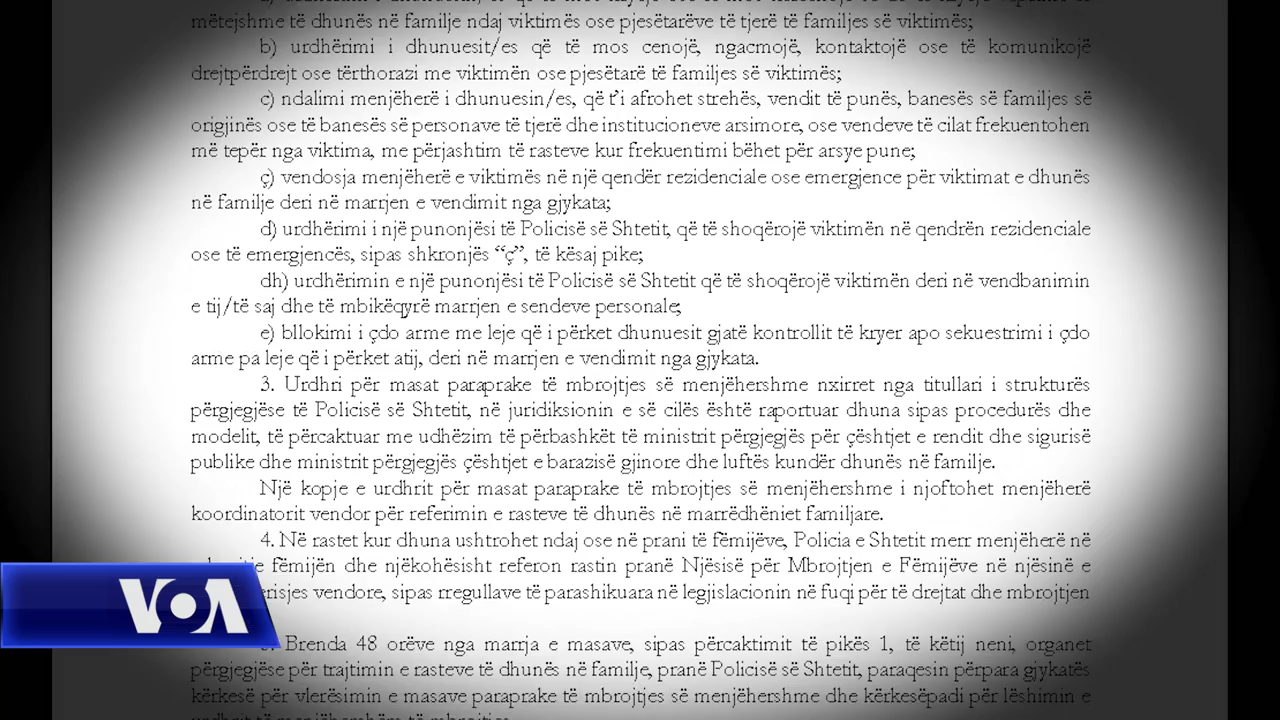 mëtejshme të dhunës në familje ndaj viktimës ose pjesëtarëve të tjerë të familjes së viktimës;
b) urdhërimi i dhunuesit/es që të mos cenojë, ngacmojë, kontaktojë ose të komunikojë
drejtpërdrejt ose tërthorazi me viktimën ose pjesëtarë të familjes së viktimës;
c) ndalimi menjëherë i dhunuesin/es, që t’i afrohet strehës, vendit të punës, banesës së familjes së
origjinës ose të banesës së personave të tjerë dhe institucioneve arsimore, ose vendeve të cilat frekuentohen
më tepër nga viktima, me përjashtim të rasteve kur frekuentimi bëhet për arsye pune;
ç) vendosja menjëherë e viktimës në një qendër rezidenciale ose emergjence për viktimat e dhunës
në familje deri në marrjen e vendimit nga gjykata;
d) urdhërimi i një punonjësi të Policisë së Shtetit, që të shoqërojë viktimën në qendrën rezidenciale
ose të emergjencës, sipas shkronjës “ç”, të kësaj pike;
dh) urdhërimin e një punonjësi të Policisë së Shtetit që të shoqërojë viktimën deri në vendbanimin
e tij/të saj dhe të mbikëqyrë marrjen e sendeve personale;
e) bllokimi i çdo arme me leje që i përket dhunuesit gjatë kontrollit të kryer apo sekuestrimi i çdo
arme pa leje që i përket atij, deri në marrjen e vendimit nga gjykata.
3. Urdhri për masat paraprake të mbrojtjes së menjëhershme nxirret nga titullari i strukturës
përgjegjëse të Policisë së Shtetit, në juridiksionin e së cilës është raportuar dhuna sipas procedurës dhe
modelit, të përcaktuar me udhëzim të përbashkët të ministrit përgjegjës për çështjet e rendit dhe sigurisë
publike dhe ministrit përgjegjës çështjet e barazisë gjinore dhe luftës kundër dhunës në familje.
Një kopje e urdhrit për masat paraprake të mbrojtjes së menjëhershme i njoftohet menjëherë
koordinatorit vendor për referimin e rasteve të dhunës në marrëdhëniet familjare.
4. Në rastet kur dhuna ushtrohet ndaj ose në prani të fëmijëve, Policia e Shtetit merr menjëherë në
fëmijën dhe njëkohësisht referon rastin pranë Njësisë për Mbrojtjen e Fëmijëve në njësinë e
erisjes vendore, sipas rregullave të parashikuara në legjislacionin në fuqi për të drejtat dhe mbrojtjen
VOA
Brenda 48 orëve nga marrja e masave, sipas përcaktimit të pikës 1, të këtij neni, organet
përgjegjëse për trajtimin e rasteve të dhunës në familje, pranë Policisë së Shtetit, paraqesin përpara gjykatës
kërkesë për vlerësimin e masave paraprake të mbrojtjes së menjëhershme dhe kërkesëpadi për lëshimin e